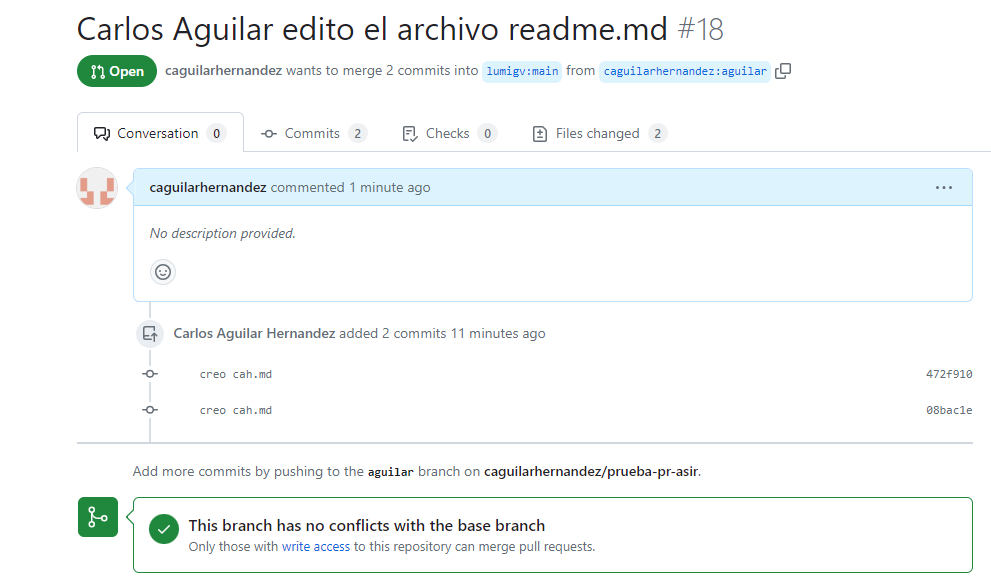 Carlos Aguilar edito el archivo readme.md #18
Open caguilarhernandez wants to merge 2 commits into lumigv:main from caguilarhernandez:aguilar
Conversation 0 Commits 2 Checks 0 Files changed 2
caguilarhernandez commented 1 minute ago ...
No description provided.
Carlos Aguilar Hernandez added 2 commits 11 minutes ago
creo cah.md 472f910
creo cah.md 08bac1e
Add more commits by pushing to the aguilar branch on caguilarhernandez/prueba-pr-asir.
This branch has no conflicts with the base branch
Only those with write access to this repository can merge pull requests.